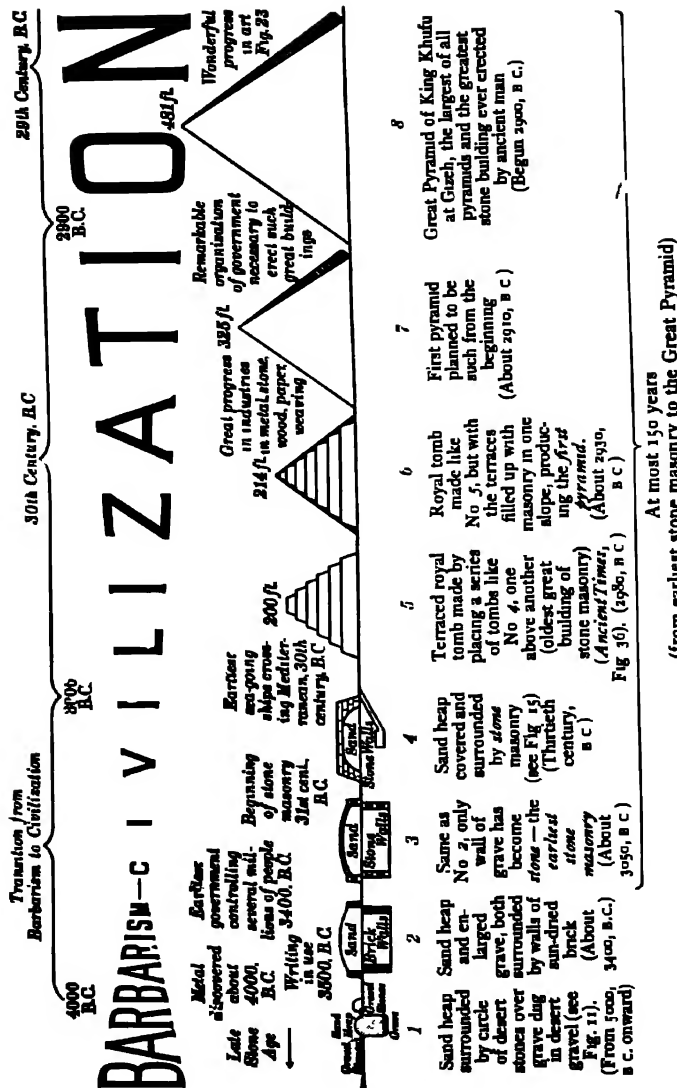 Transition from
Barbarism to Civilization
30th Century, B.C
29th Century, B.C.
4000
B.C.
B.C.
2900
B.C.
BARBARISM–CIVILIZATION
Late
Stone
Age
Metal
discovered
about
4000,
B.C.
Writing
in use
3500, B.C.
Earliest
government
controlling
several mil-
lions of people
3400, B.C.
Beginning
of stone
masonry
31st cent.,
B.C.
Earliest
sea-going
ships cross-
ing Mediter-
ranean, 30th
century, B.C
200 ft.
214 ft.
Great progress
in industries
in metal, stone,
wood, paper,
weaving
325 ft.
Remarkable
organisation
of government
necessary to
erect such
great build-
ings
481 ft.
Wonderful
progress
in art
Fig. 23
Sand
Brick
Walls
Sand
Stone
Walls
Sand
Stone Walls
1
Sand heap
surrounded
by circle
of desert
stones over
grave dug
in desert
gravel (see
Fig. 11).
(From
B C. onward)
2
Sand heap
and en-
larged
grave, both
surrounded
by walls of
sun-dried
brick
(About
3400, B.C.)
3
Same as
No 2, only
wall of
grave has
become
stone — the
earliest
stone
masonry
(About
3050, B C)
4
Sand heap
covered and
surrounded
by stone
masonry
(see Fig 15)
(Thirtieth
century,
B C)
5
Terraced royal
tomb made by
placing a series
of tombs like
No 4, one
above another
(oldest great
building of
stone masonry)
(Ancient Times,
Fig 36). (2980, B C)
6
Royal tomb
made like
No 5, but with
the terraces
filled up with
masonry in one
slope, produc-
ing the first
pyramid.
(About 2930,
B C)
7
First pyramid
planned to be
such from the
beginning
(About 2910, B C)
8
Great Pyramid of King Khufu
at Gizeh, the largest of all
pyramids and the greatest
stone building ever erected
by ancient man
(Begun 2900, B C.)
At most 150 years
(from earliest stone masonry to the Great Pyramid)